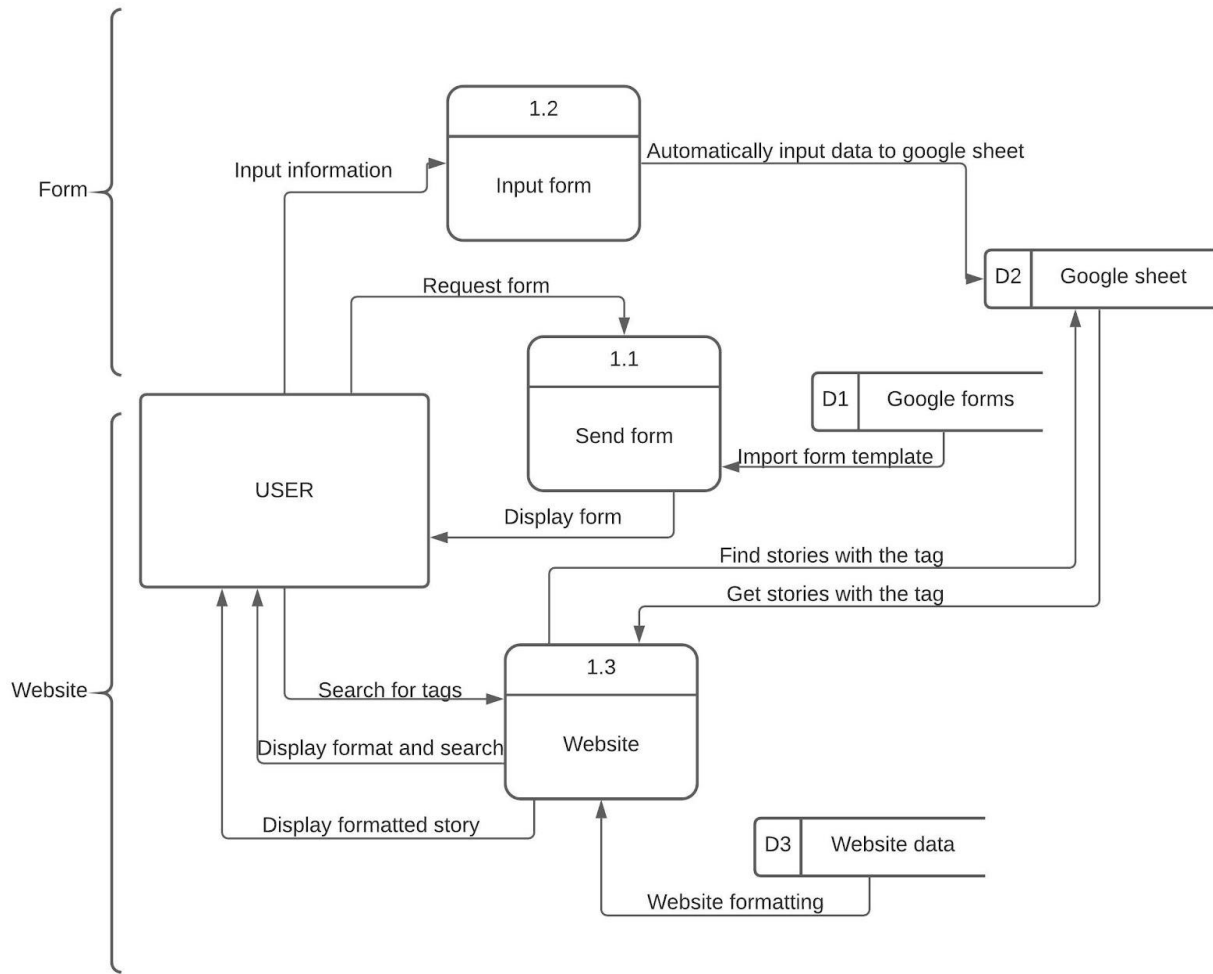 1.2
Automatically input data to google sheet
Input information
Input form
Form
D2
Google sheet
Request form
1.1
D1
Google forms
Send form
Import form template
USER
Display form
Find stories with the tag
Get stories with the tag
1.3
Website
Search for tags
Website
Display format and search
Display formatted story
D3
Website data
Website formatting